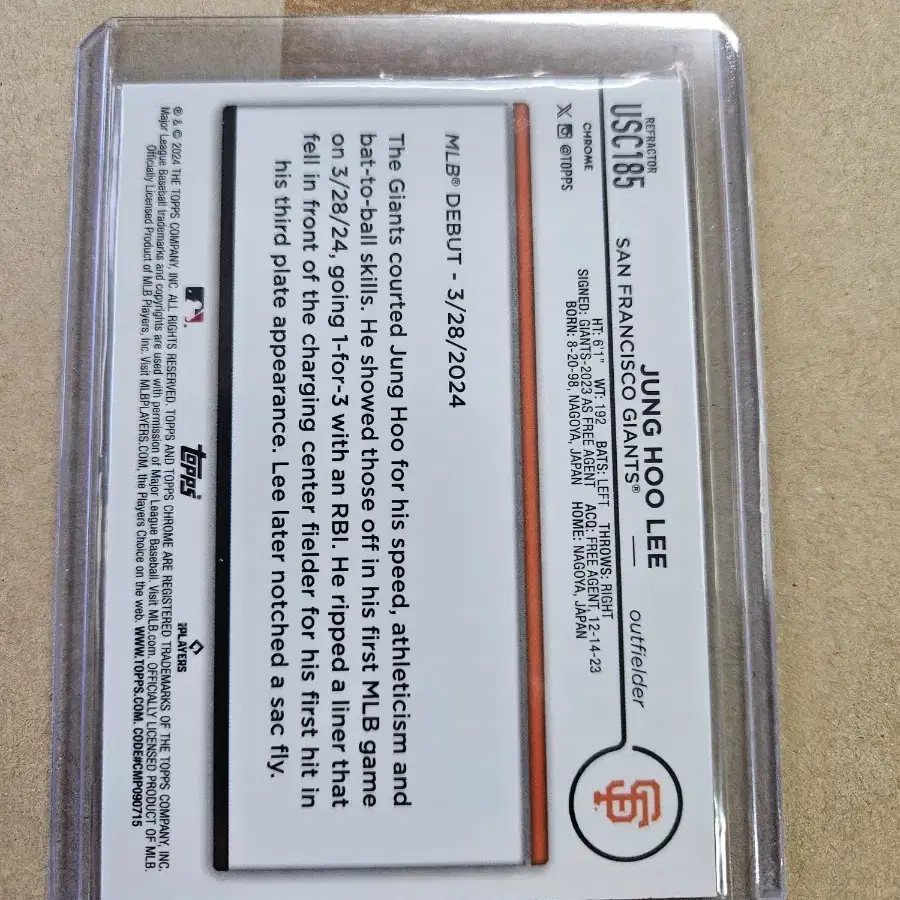 REFRACTOR
USC185
CHROME
X @TOPPS
JUNG HOO LEE
SAN FRANCISCO GIANTS® — outfielder
HT: 6'1" WT: 192 BATS: LEFT THROWS: RIGHT
SIGNED: GIANTS-2023 AS FREE AGENT ACQ: FREE AGENT, 12-14-23
BORN: 8-20-98, NAGOYA, JAPAN HOME: NAGOYA, JAPAN
SF
MLB® DEBUT - 3/28/2024
The Giants courted Jung Hoo for his speed, athleticism and
bat-to-ball skills. He showed those off in his first MLB game
on 3/28/24, going 1-for-3 with an RBI. He ripped a liner that
fell in front of the charging center fielder for his first hit in
his third plate appearance. Lee later notched a sac fly.
topps®
PLAYERS
® & © 2024 THE TOPPS COMPANY, INC. ALL RIGHTS RESERVED. TOPPS AND TOPPS CHROME ARE REGISTERED TRADEMARKS OF THE TOPPS COMPANY, INC.
Major League Baseball trademarks and copyrights are used with permission of Major League Baseball. Visit MLB.com. OFFICIALLY LICENSED PRODUCT OF MLB.
Officially Licensed Product of MLB Players, Inc. Visit MLBPLAYERS.COM, the Players Choice on the web. WWW.TOPPS.COM. CODE#CMP090715